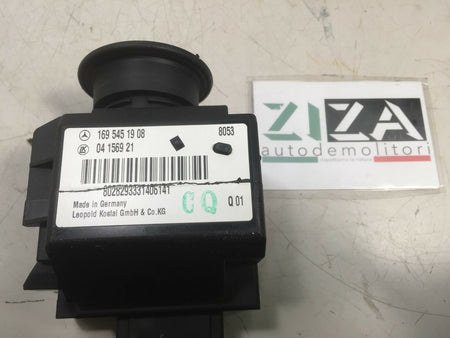 169 545 19 08
8053
04 1569 21
8028293331406141
Made in Germany
Leopold Kostal GmbH & Co.KG
CQ
Q 01
ZIZA
autodemolitori